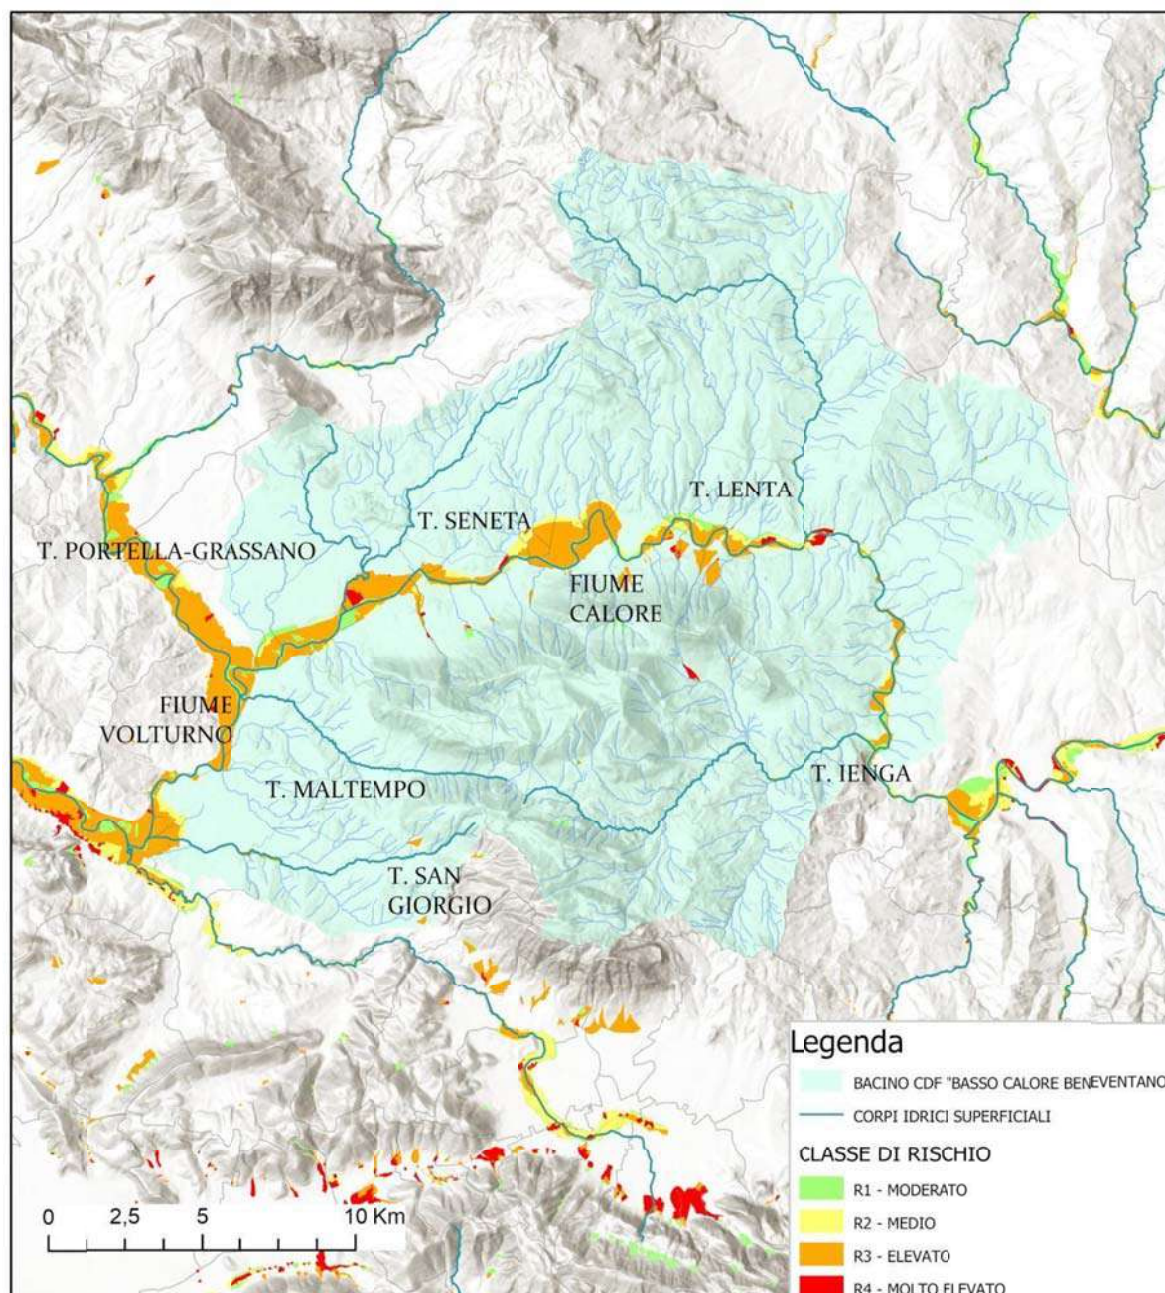 T. LENTA
T. SENETA
T. PORTELLA-GRASSANO
FIUME
CALORE
FIUME
VOLTURNO
T. IENGA
T. MALTEMPO
T. SAN
GIORGIO
Legenda
BACINO CDF "BASSO CALORE BENEVENTANO
CORPI IDRICI SUPERFICIALI
CLASSE DI RISCHIO
R1 - MODERATO
R2 - MEDIO
R3 - ELEVATO
R4 - MOLTO ELEVATO
0 2,5 5 10 Km